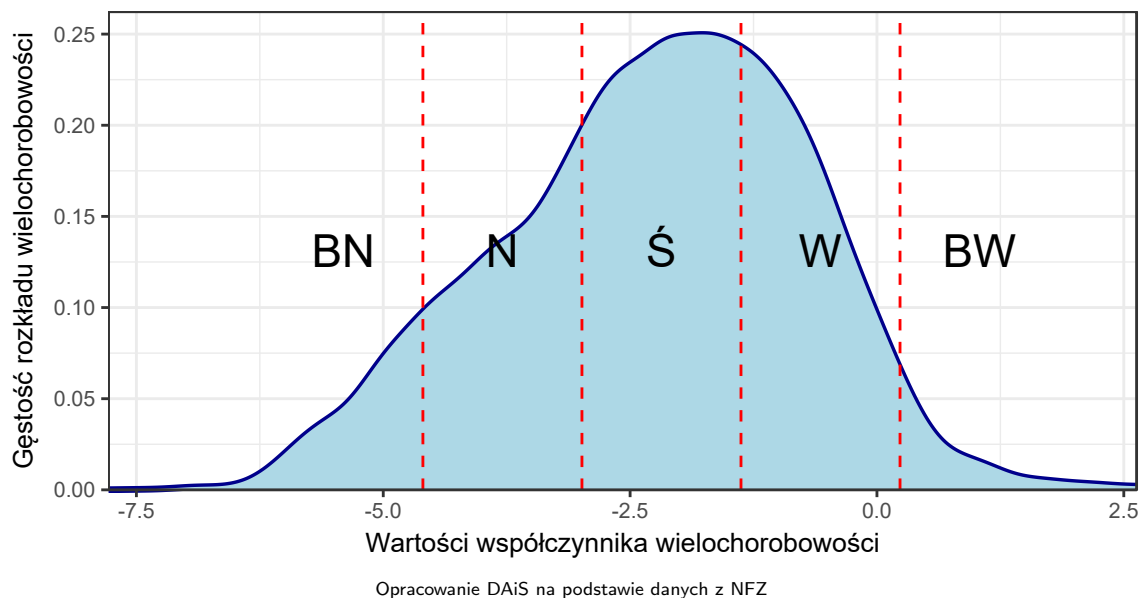 Gęstość rozkładu wielochorobowości
0.25
0.20
0.15
0.10
0.05
0.00
BN N Ś W BW
-7.5 -5.0 -2.5 0.0 2.5
Wartości współczynnika wielochorobowości
Opracowanie DAiS na podstawie danych z NFZ